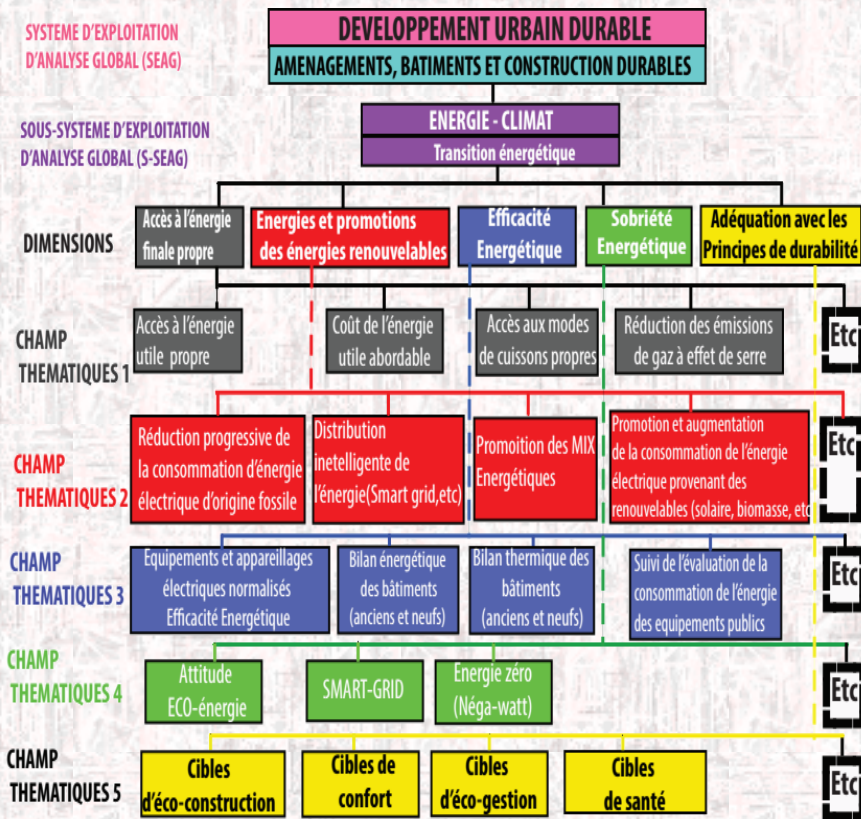 SYSTEME D'EXPLOITATION
D'ANALYSE GLOBAL (SEAG)
DEVELOPPEMENT URBAIN DURABLE
AMENAGEMENTS, BATIMENTS ET CONSTRUCTION DURABLES
SOUS-SYSTEME D'EXPLOITATION
D'ANALYSE GLOBAL (S-SEAG)
ENERGIE - CLIMAT
Transition énergétique
DIMENSIONS
Accès à l'énergie
finale propre
Energies et promotions
des énergies renouvelables
Efficacité
Energétique
Sobriété
Energétique
Adéquation avec les
Principes de durabilité
CHAMP
THEMATIQUES 1
Accès à l'énergie
utile propre
Coût de l'énergie
utile abordable
Accès aux modes
de cuissons propres
Réduction des émissions
de gaz à effet de serre
Etc
CHAMP
THEMATIQUES 2
Réduction progressive de
la consommation d'énergie
électrique d'origine fossile
Distribution
inetelligente de
l'énergie(Smart grid,etc)
Promoition des MIX
Energétiques
Promotion et augmentation
de la consommation de l'énergie
électrique provenant des
renouvelables (solaire, biomasse, etc
Etc
CHAMP
THEMATIQUES 3
Equipements et appareillages
électriques normalisés
Efficacité Energétique
Bilan énergétique
des bâtiments
(anciens et neufs)
Bilan thermique des
bâtiments
(anciens et neufs)
Suivi de l'évaluation de la
consommation de l'énergie
des equipements publics
Etc
CHAMP
THEMATIQUES 4
Attitude
ECO-énergie
SMART-GRID
Energie zéro
(Néga-watt)
Etc
CHAMP
THEMATIQUES 5
Cibles
d'éco-construction
Cibles de
confort
Cibles
d'éco-gestion
Cibles
de santé
Etc